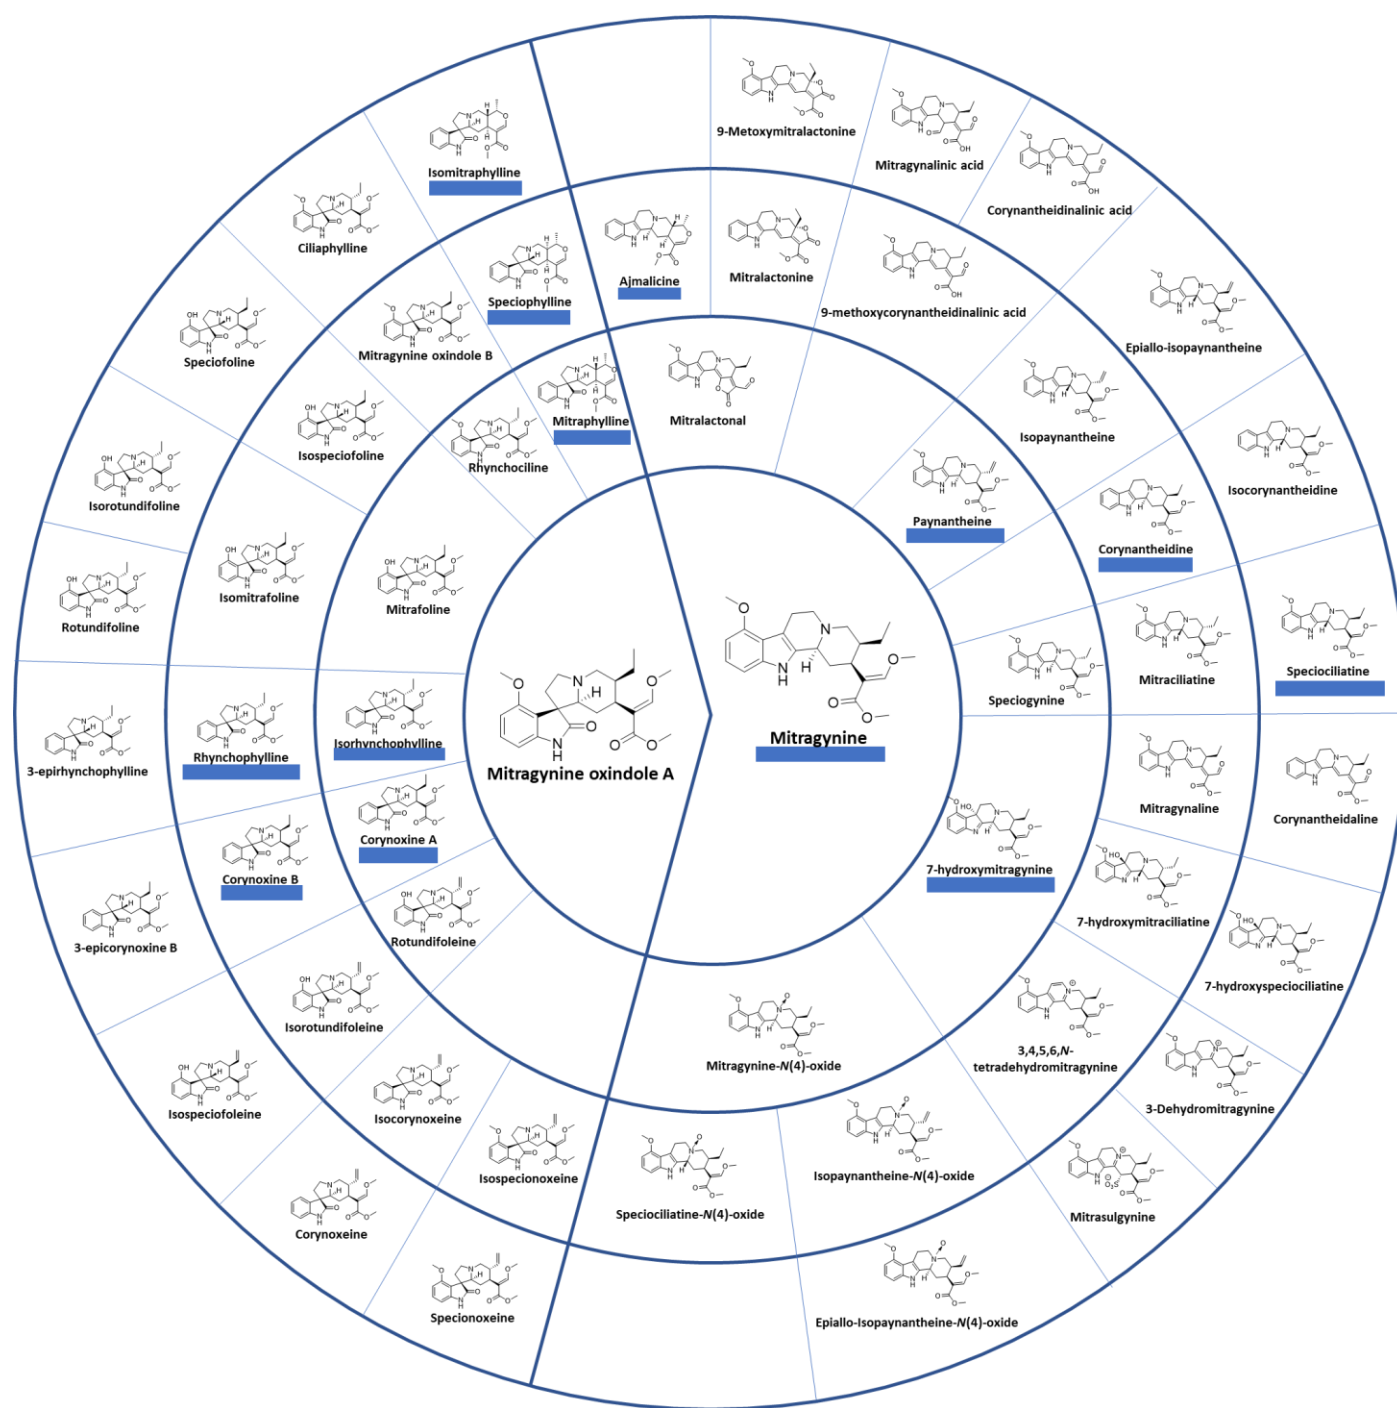 9-Metoxymitralactonine
Mitragynalinic acid
Corynantheidinalinic acid
Isomitraphylline
Ciliaphylline
Speciofoline
Isorotundifoline
Rotundifoline
3-epirhynchophylline
3-epicorynoxine B
Isospeciofoleine
Corynoxeine
Specionoxeine
Ajmalicine
Mitralactonine
9-methoxycorynantheidinalinic acid
Epiallo-isopaynantheine
Isocorynantheidine
Speciociliatine
Corynantheidaline
7-hydroxyspeciociliatine
3-Dehydromitragynine
Mitrasulgynine
Epiallo-Isopaynantheine-N(4)-oxide
Speciophylline
Mitragynine oxindole B
Isospeciofoline
Isomitrafoline
Rhynchophylline
Corynoxine B
Isorotundifoleine
Isocorynoxeine
Isospecionoxeine
Isopaynantheine
Corynantheidine
Mitraciliatine
Mitragynaline
7-hydroxymitraciliatine
3,4,5,6,N-
tetradehydromitragynine
Isopaynantheine-N(4)-oxide
Speciociliatine-N(4)-oxide
Mitraphylline
Rhynchociline
Mitrafoline
Isorhynchophylline
Corynoxine A
Rotundifoleine
Mitralactonal
Paynantheine
Speciogynine
7-hydroxymitragynine
Mitragynine-N(4)-oxide
Mitragynine oxindole A
Mitragynine